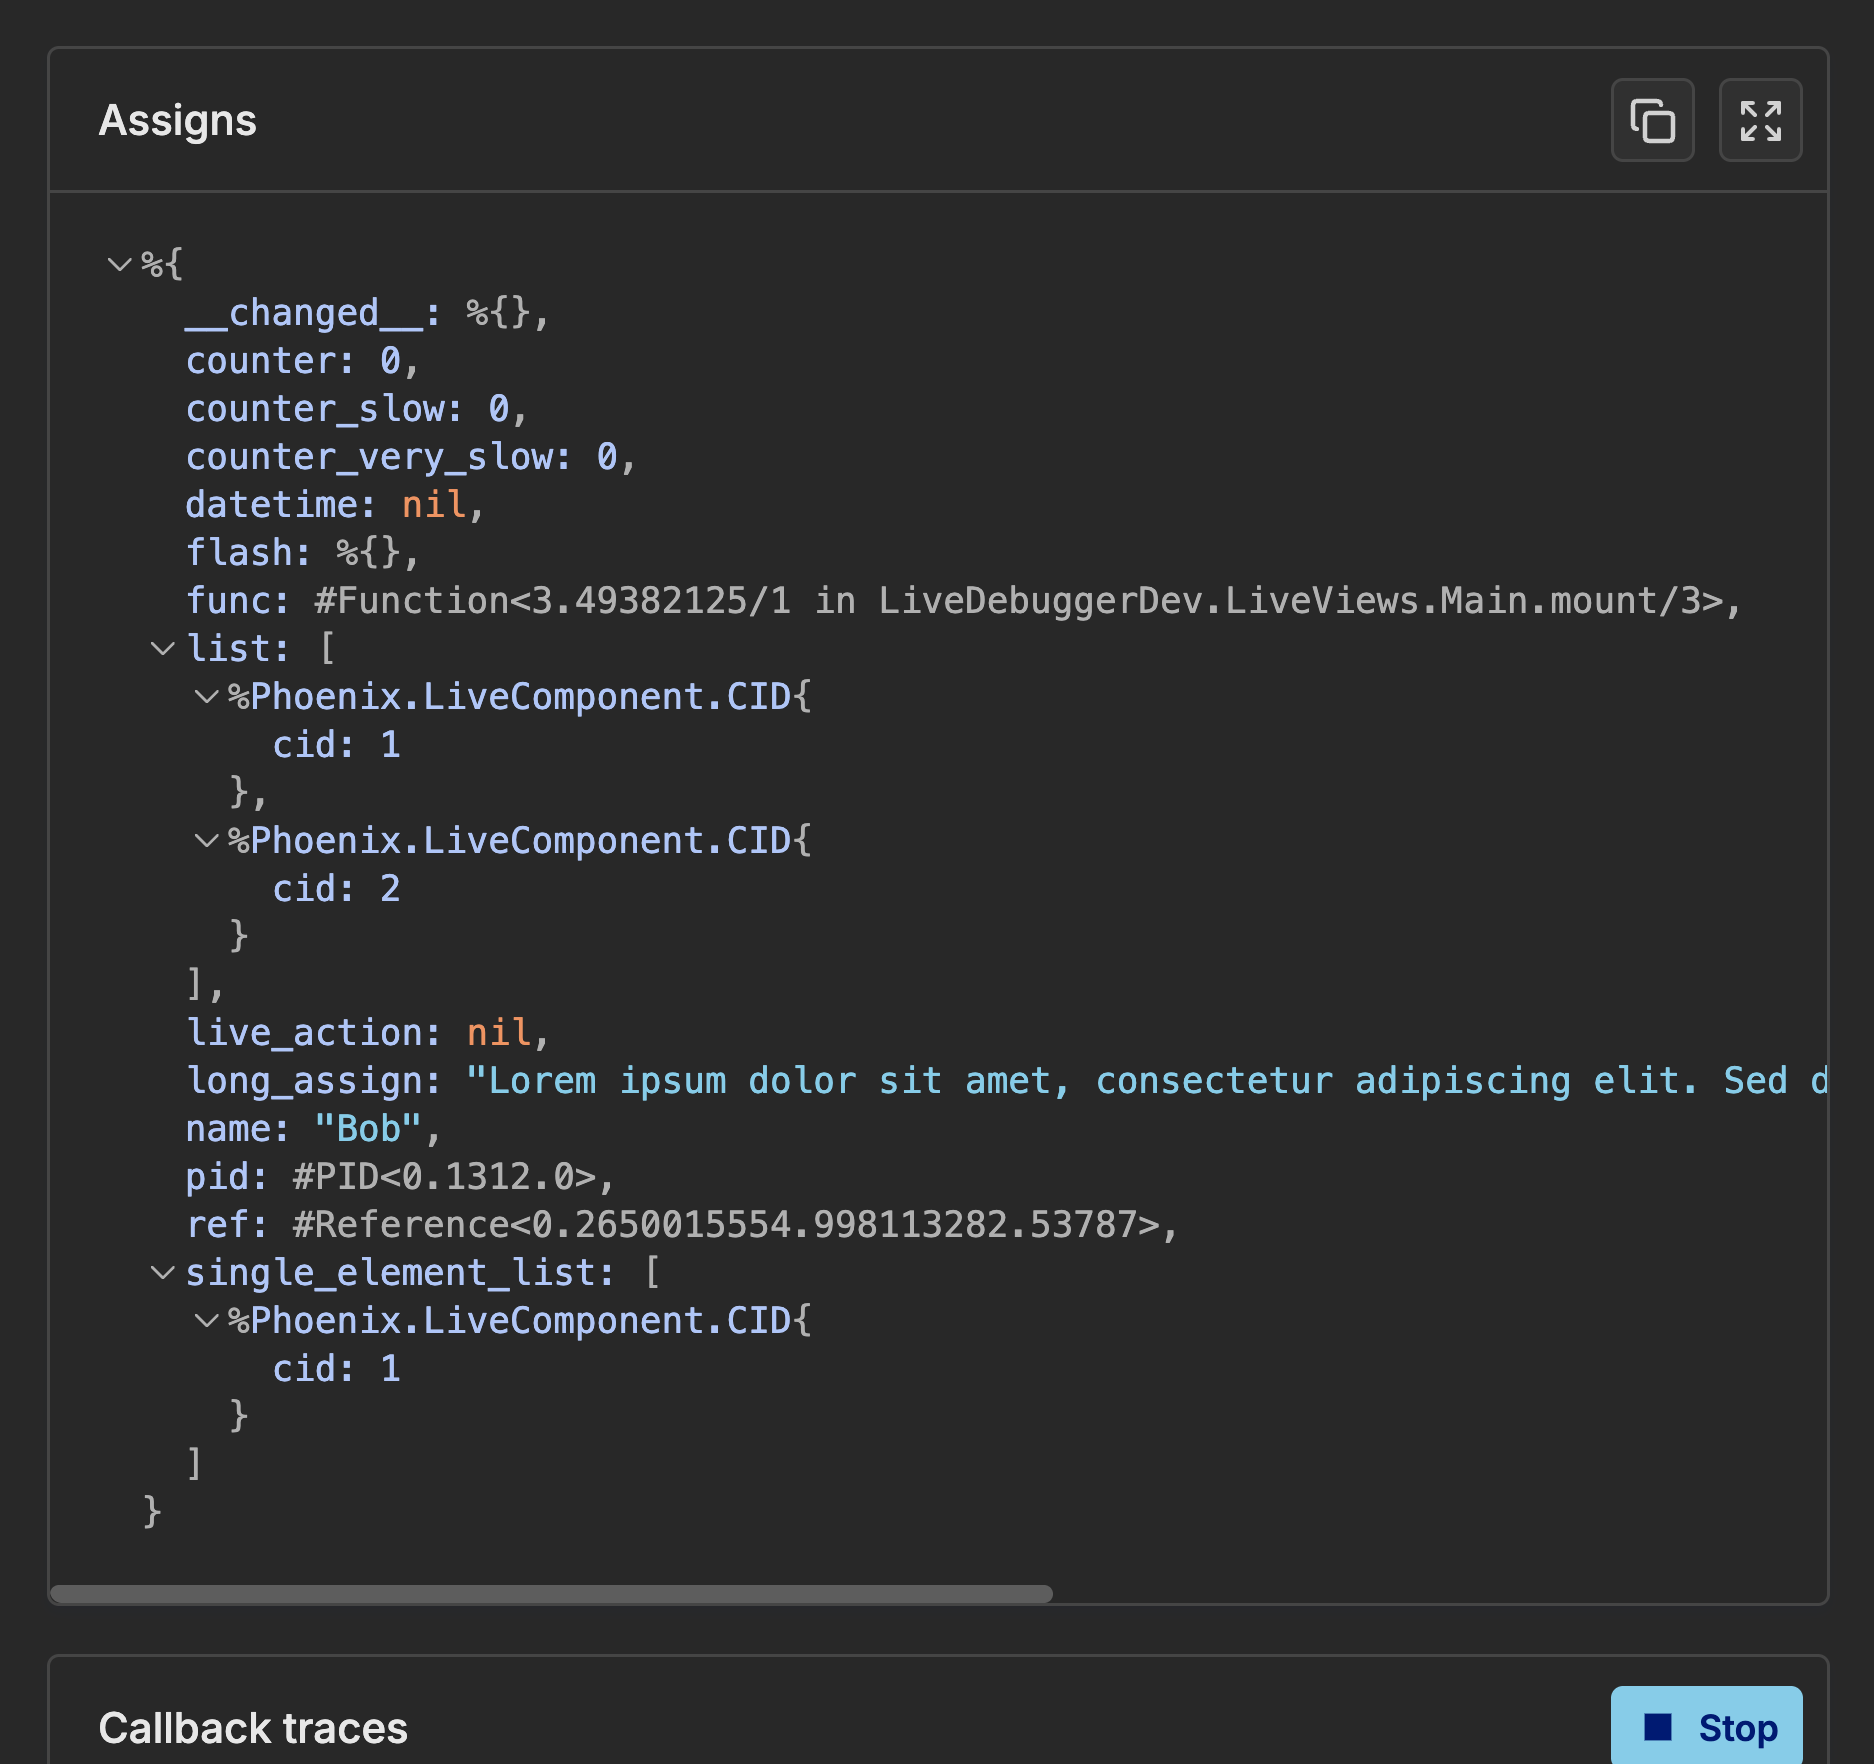 Assigns
%{
__changed__: %{},
counter: 0,
counter_slow: 0,
counter_very_slow: 0,
datetime: nil,
flash: %{},
func: #Function<3.49382125/1 in LiveDebuggerDev.LiveViews.Main.mount/3>,
list: [
%Phoenix.LiveComponent.CID{
cid: 1
},
%Phoenix.LiveComponent.CID{
cid: 2
}
],
live_action: nil,
long_assign: "Lorem ipsum dolor sit amet, consectetur adipiscing elit. Sed d
name: "Bob",
pid: #PID<0.1312.0>,
ref: #Reference<0.2650015554.998113282.53787>,
single_element_list: [
%Phoenix.LiveComponent.CID{
cid: 1
}
]
}
Callback traces
Stop